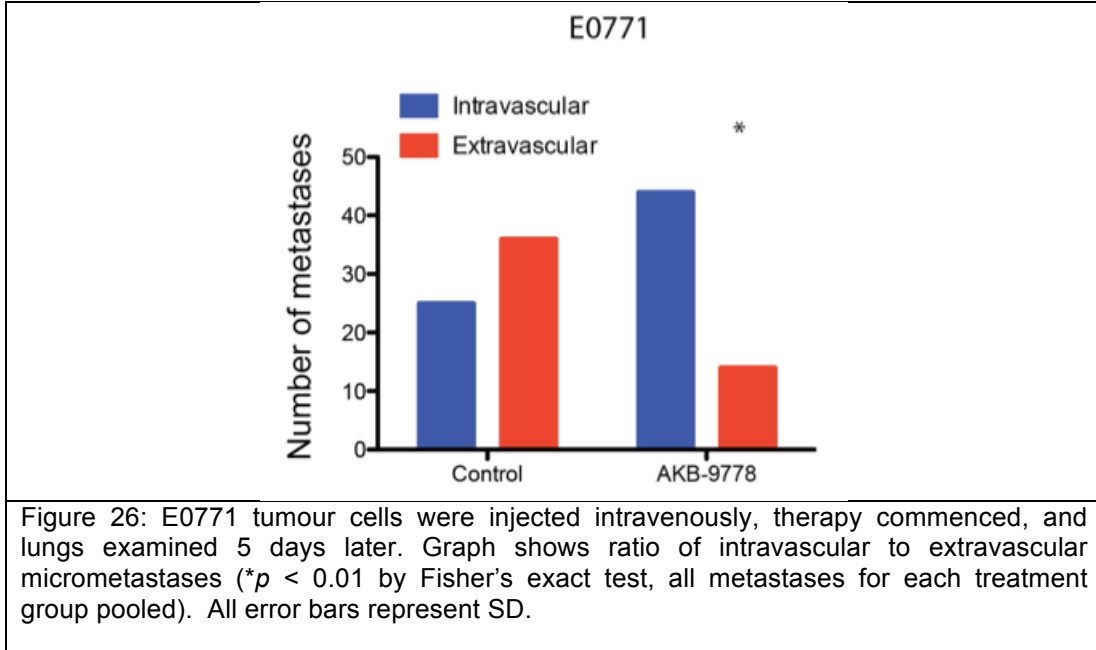 E0771
Intravascular
Extravascular
*
Number of metastases
50
40
30
20
10
0
Control
AKB-9778
Figure 26: E0771 tumour cells were injected intravenously, therapy commenced, and
lungs examined 5 days later. Graph shows ratio of intravascular to extravascular
micrometastases (*p < 0.01 by Fisher's exact test, all metastases for each treatment
group pooled). All error bars represent SD.